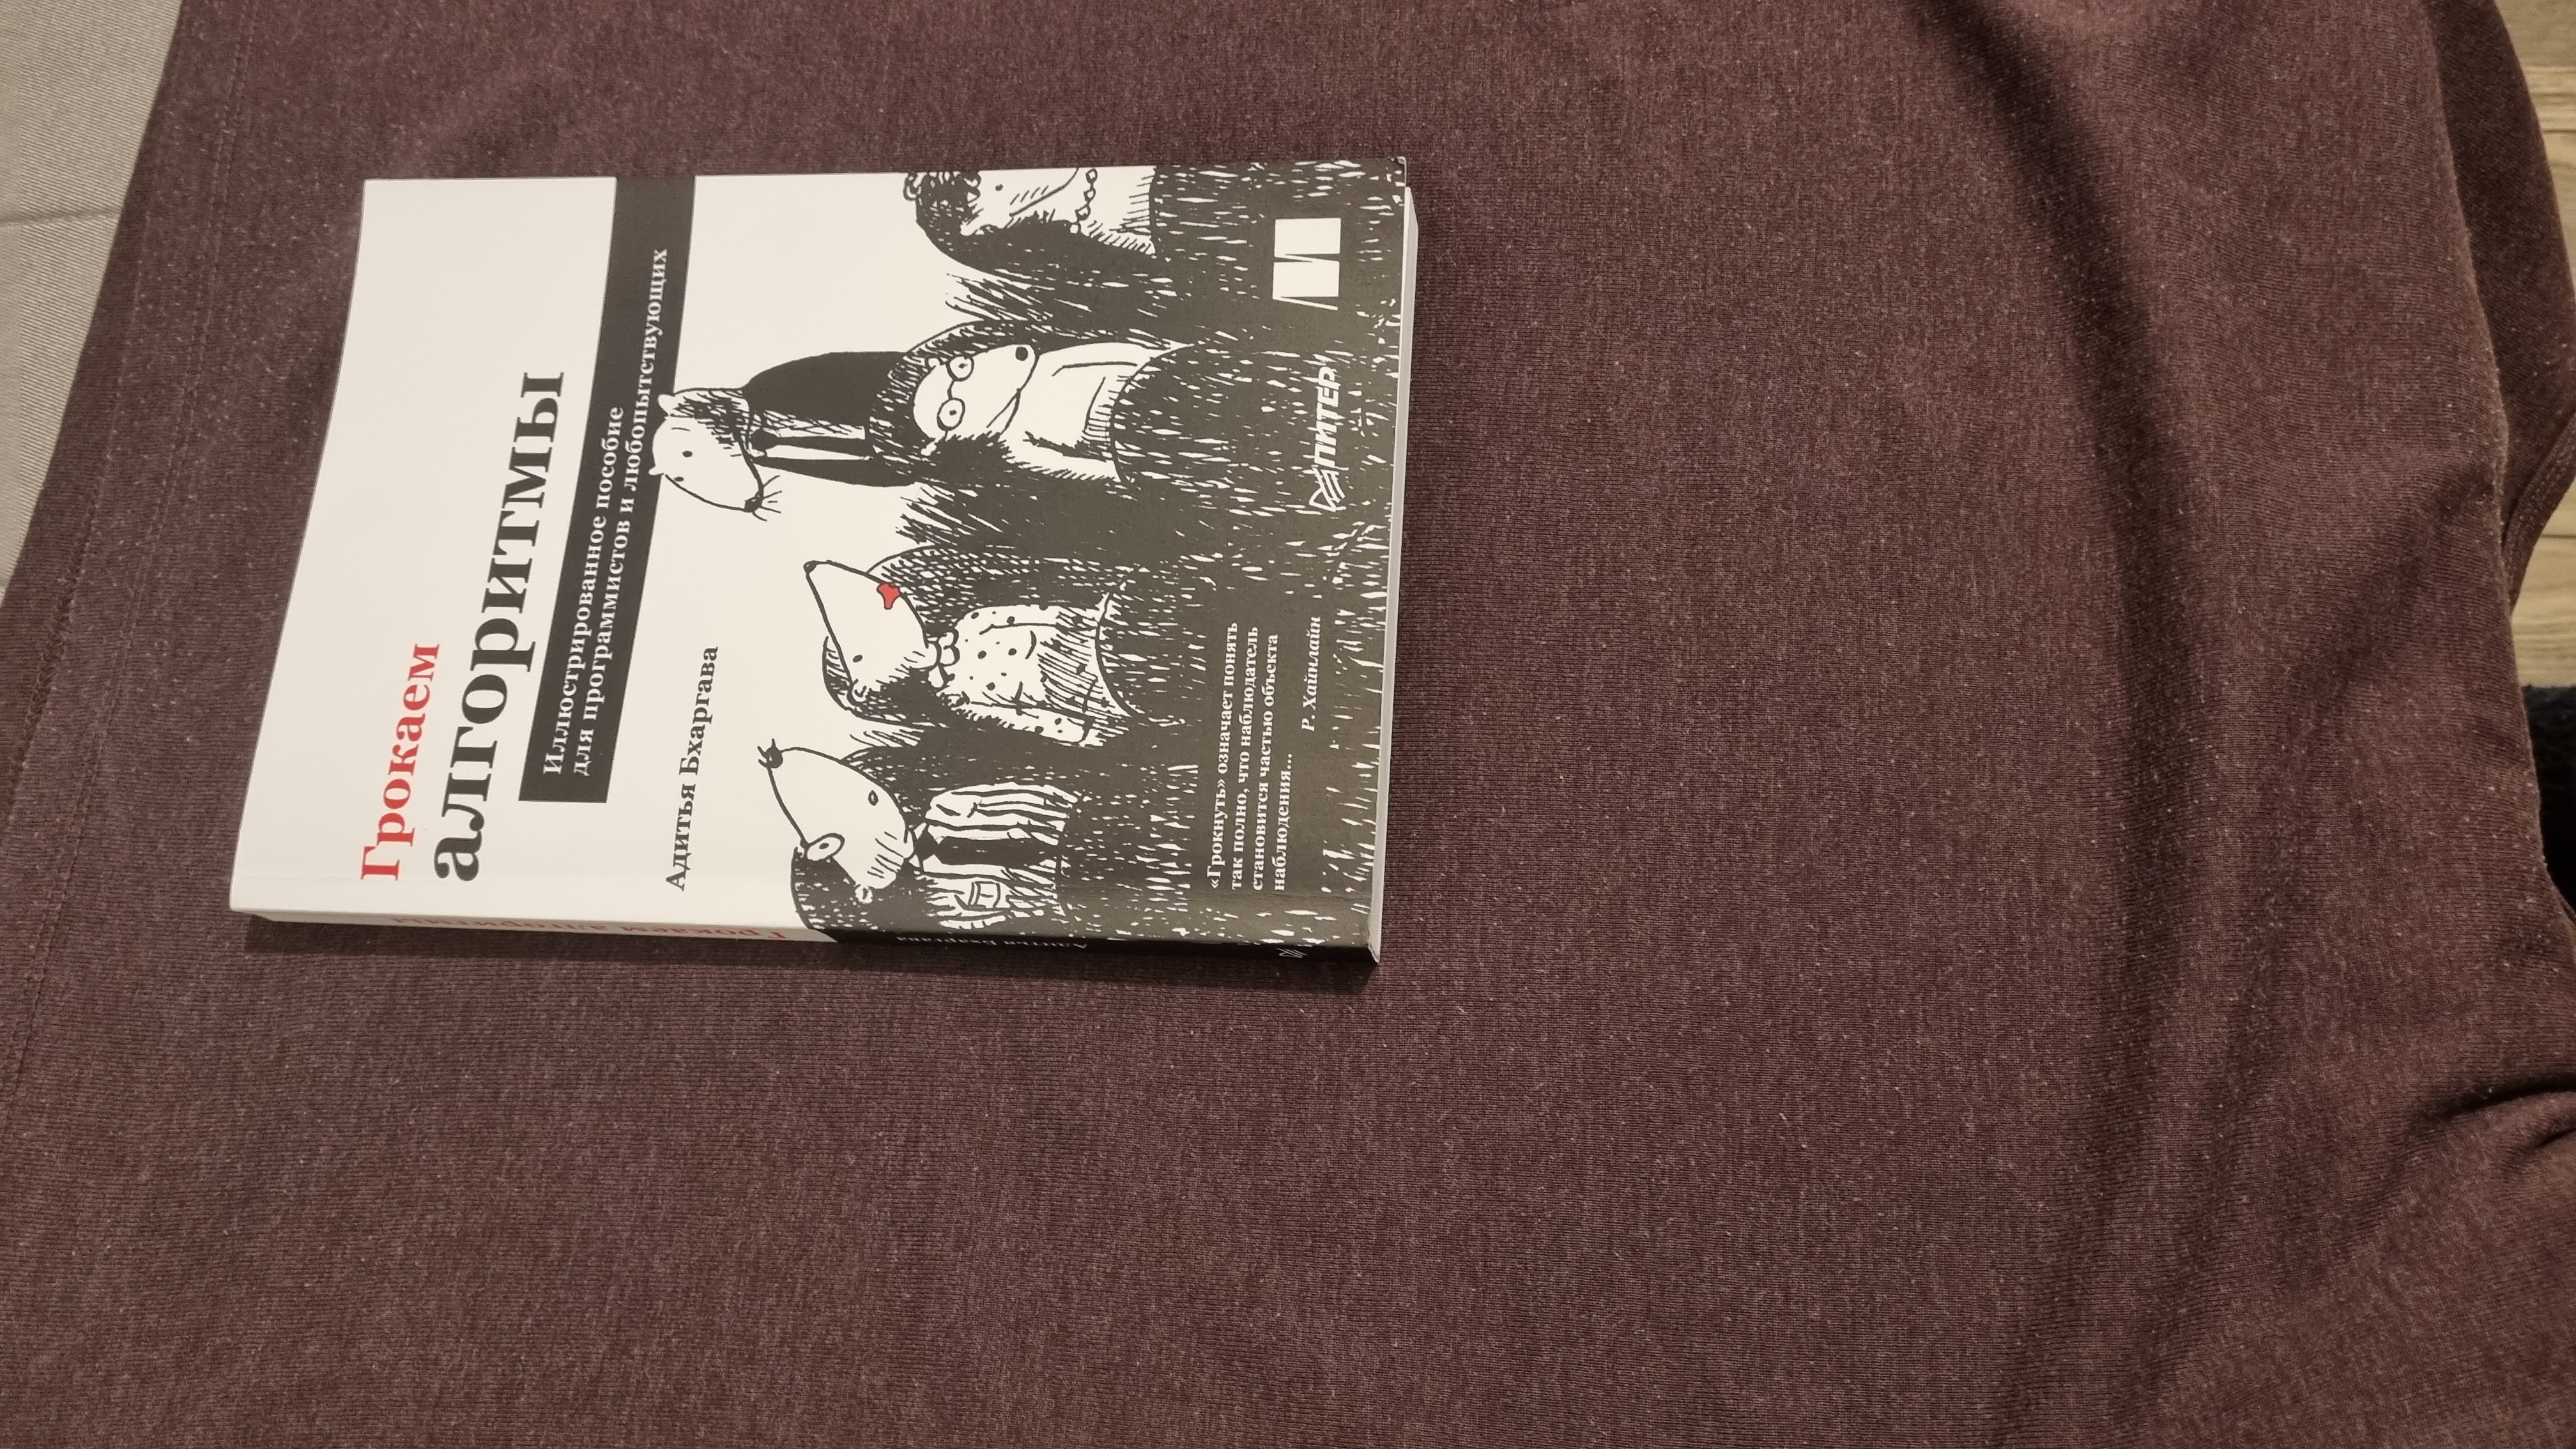 Грокаем
алгоритмы
Иллюстрированное пособие
для программистов и любопытствующих
Адитья Бхаргава
«Грокнуть» означает понять
так полно, что наблюдатель
становится частью объекта
наблюдения...
Р. Хайнлайн
ПИТЕР